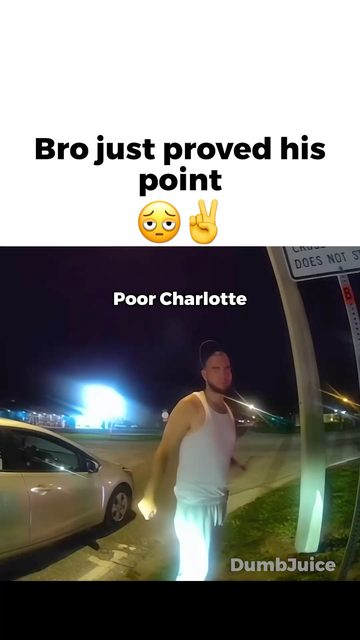 Bro just proved his
point
😔✌️
Poor Charlotte
DOES NOT
DumbJuice